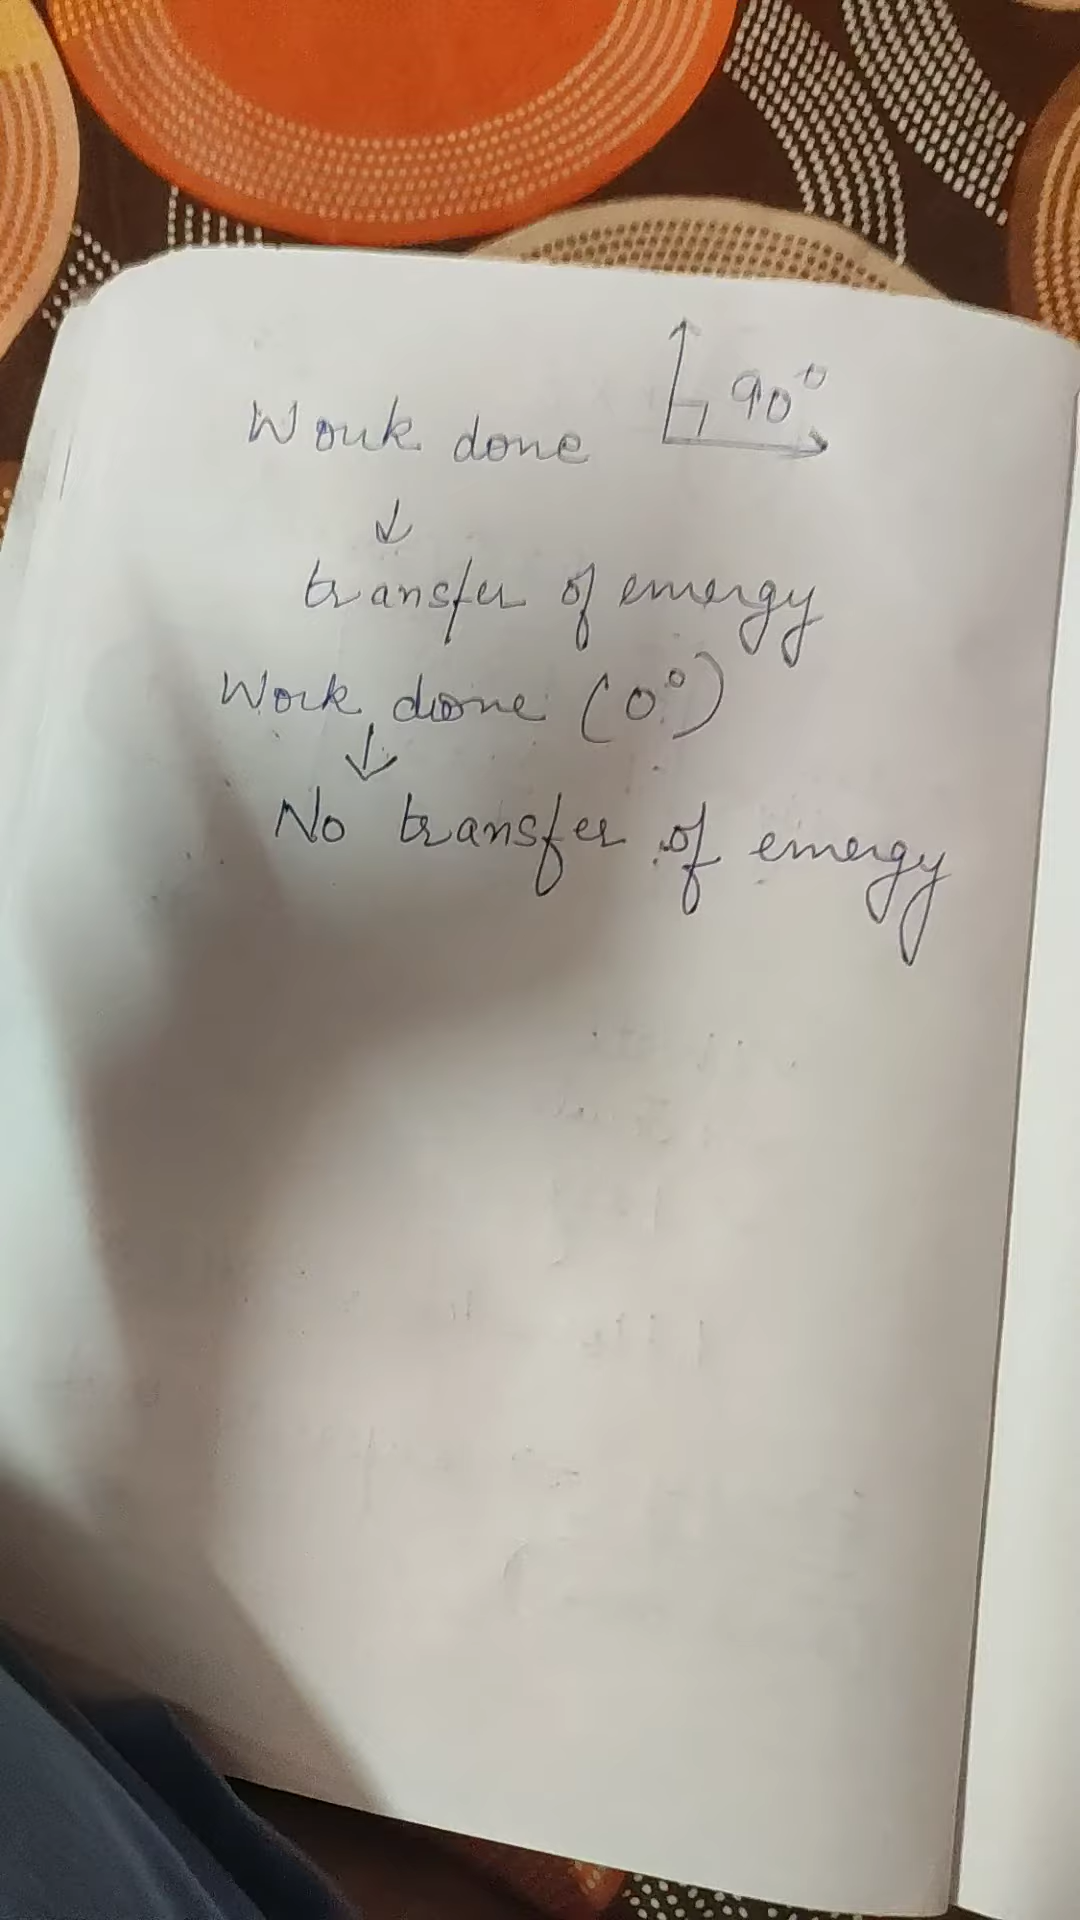 Work done 90°
↓
transfer of energy
Work done (0°)
↓
No transfer of energy